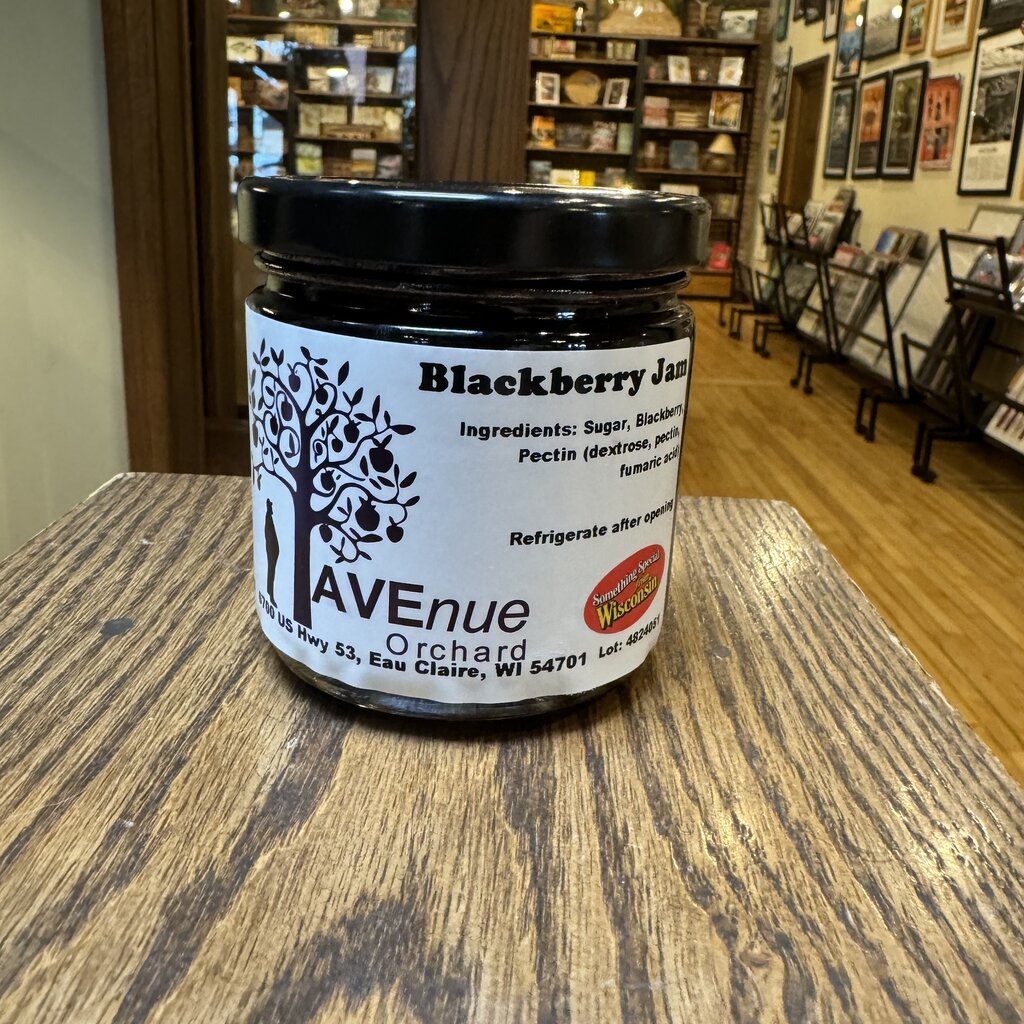 Blackberry Jam
Ingredients: Sugar, Blackberry,
Pectin (dextrose, pectin,
fumaric acid)
Refrigerate after opening
Something Special
from
Wisconsin
AVEnue
Orchard
US Hwy 53, Eau Claire, WI 54701
Lot: 4824051